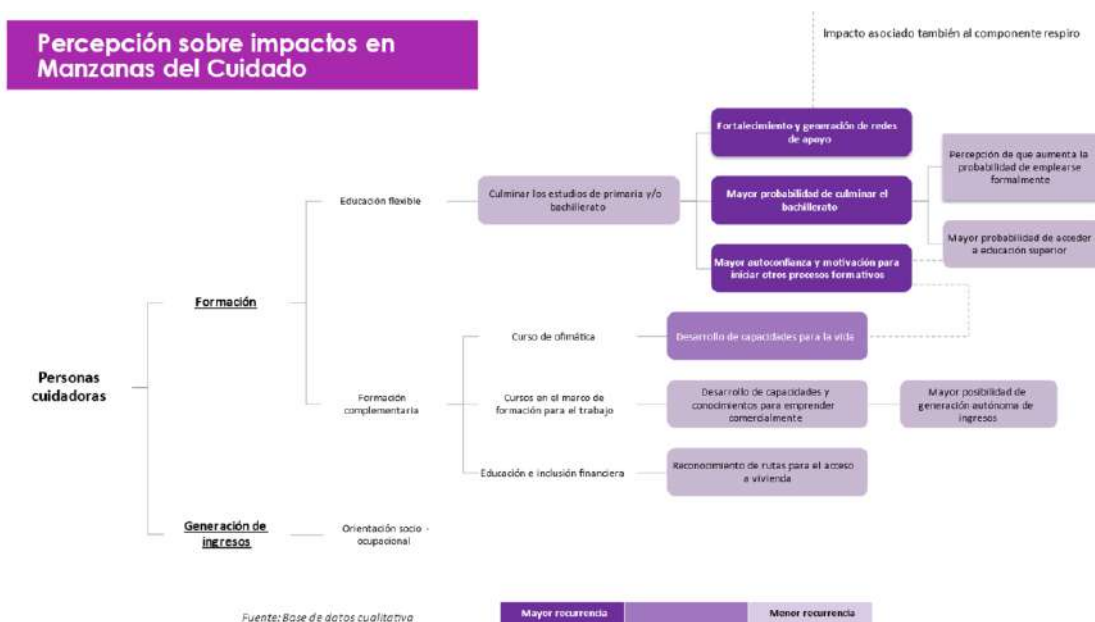 Percepción sobre impactos en
Manzanas del Cuidado
Impacto asociado también al componente respiro
Fortalecimiento y generación de redes
de apoyo
Percepción de que aumenta la
probabilidad de emplearse
formalmente
Educación flexible
Culminar los estudios de primaria y/o
bachillerato
Mayor probabilidad de culminar el
bachillerato
Mayor probabilidad de acceder
a educación superior
Mayor autoconfianza y motivación para
iniciar otros procesos formativos
Formación
Curso de ofimática
Desarrollo de capacidades para la vida
Personas
cuidadoras
Formación
complementaria
Cursos en el marco de
formación para el trabajo
Desarrollo de capacidades y
conocimientos para emprender
comercialmente
Mayor posibilidad de
generación autónoma de
ingresos
Educación e inclusión financiera
Reconocimiento de rutas para el acceso
a vivienda
Generación de
ingresos
Orientación socio -
ocupacional
Fuente: Base de datos cualitativa
Mayor recurrencia
Menor recurrencia